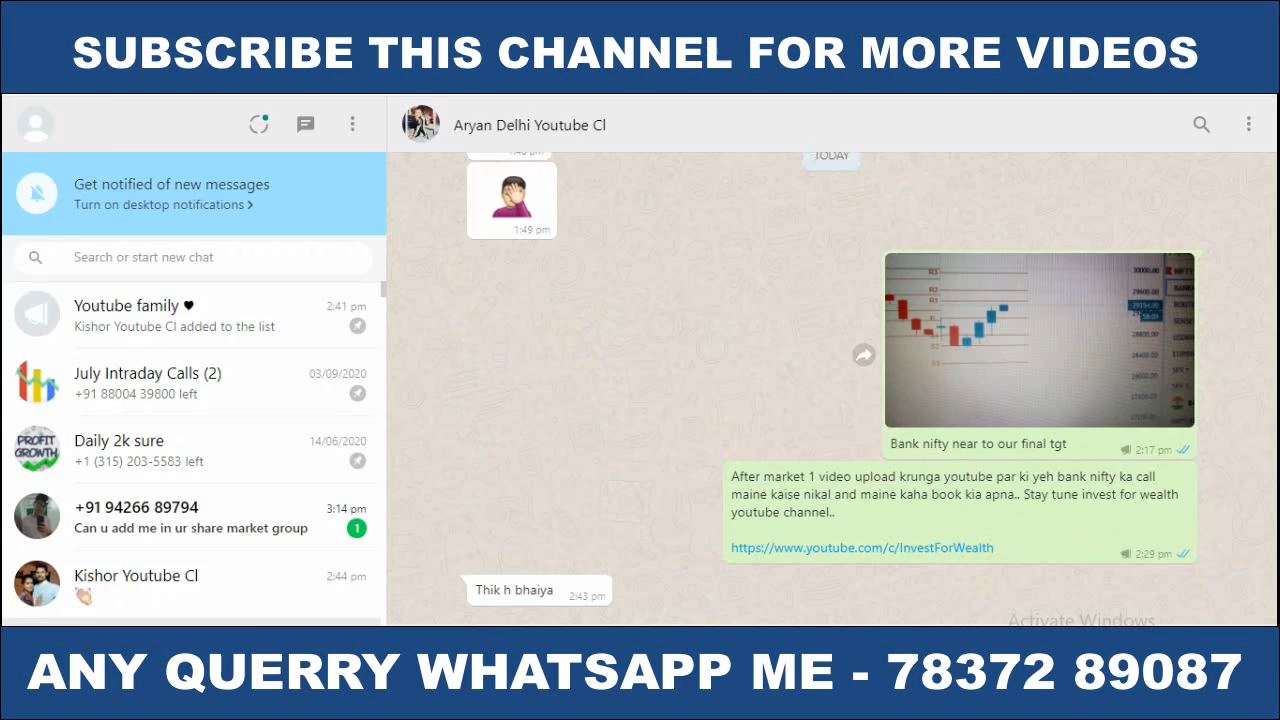 SUBSCRIBE THIS CHANNEL FOR MORE VIDEOS
Get notified of new messages
Turn on desktop notifications >
Search or start new chat
Youtube family ♥
2:41 pm
Kishor Youtube Cl added to the list
July Intraday Calls (2)
03/09/2020
+91 88004 39800 left
PROFIT
GROWTH
Daily 2k sure
14/06/2020
+1 (315) 203-5583 left
+91 94266 89794
3:14 pm
Can u add me in ur share market group
1
Kishor Youtube Cl
2:44 pm
Aryan Delhi Youtube Cl
TODAY
1:49 pm
R3
R2
R1
30000.00
Bank nifty near to our final tgt
2:17 pm
After market 1 video upload krunga youtube par ki yeh bank nifty ka call
maine kaise nikal and maine kaha book kia apna.. Stay tune invest for wealth
youtube channel..
https://www.youtube.com/c/InvestForWealth
2:29 pm
Thik h bhaiya
2:43 pm
Activate Windows
ANY QUERRY WHATSAPP ME - 78372 89087